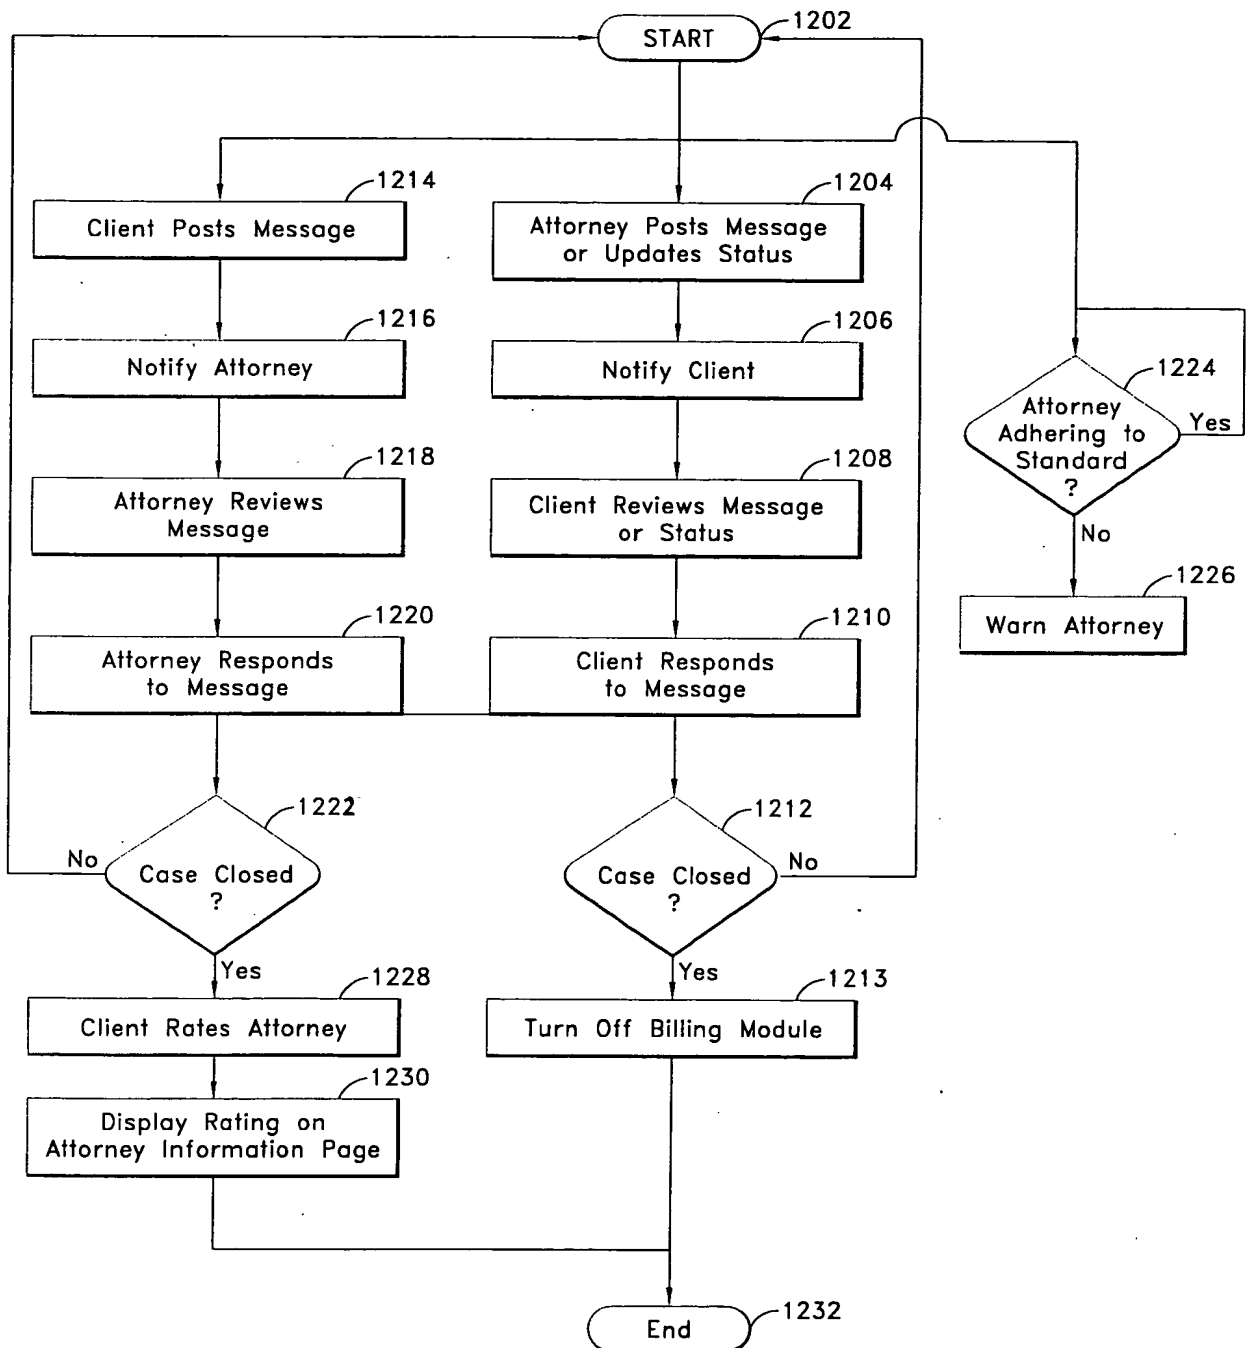 START
1202
1214
Client Posts Message
1216
Notify Attorney
1218
Attorney Reviews
Message
1220
Attorney Responds
to Message
1222
No
Case Closed
?
Yes
1228
Client Rates Attorney
1230
Display Rating on
Attorney Information Page
1204
Attorney Posts Message
or Updates Status
1206
Notify Client
1208
Client Reviews Message
or Status
1210
Client Responds
to Message
1212
No
Case Closed
?
Yes
1213
Turn Off Billing Module
1224
Attorney
Adhering to
Standard
?
Yes
No
1226
Warn Attorney
End
1232